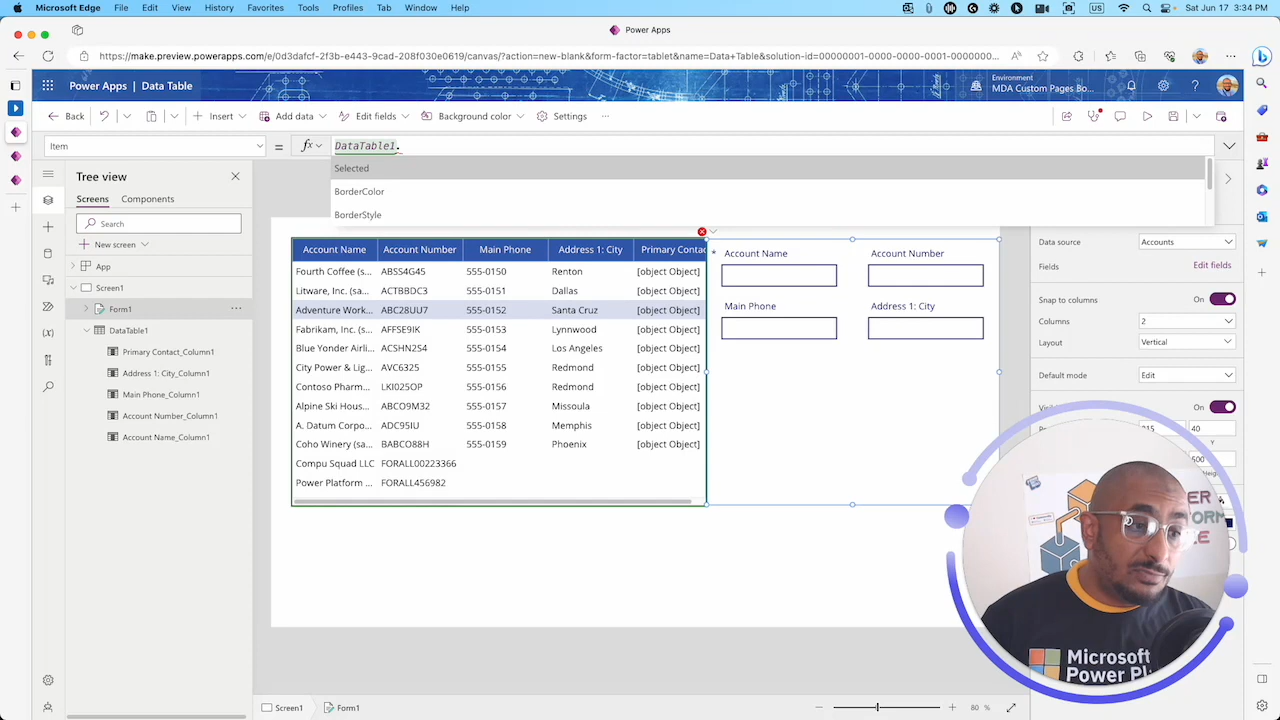 Microsoft Edge File Edit View History Favorites Tools Profiles Tab Window Help US Sat Jun 17 3:34 PM
Power Apps
https://make.preview.powerapps.com/e/0d3dafcf-2f3b-e443-9cad-208f030e0619/canvas/?action=new-blank&form-factor=tablet&name=Data+Table&solution-id=00000001-0000-0000-0001-0000000...
Power Apps | Data Table
Environment
MDA Custom Pages Bo...
Back Insert Add data Edit fields Background color Settings ...
Item = fx DataTable1.
Selected
BorderColor
BorderStyle
Tree view
Screens Components
Search
New screen
App
Screen1
Form1 ...
DataTable1
Primary Contact_Column1
Address 1: City_Column1
Main Phone_Column1
Account Number_Column1
Account Name_Column1
Account Name Account Number Main Phone Address 1: City Primary Contac
Fourth Coffee (s... ABSS4G45 555-0150 Renton [object Object]
Litware, Inc. (sa... ACTBBDC3 555-0151 Dallas [object Object]
Adventure Work... ABC28UU7 555-0152 Santa Cruz [object Object]
Fabrikam, Inc. (s... AFFSE9IK 555-0153 Lynnwood [object Object]
Blue Yonder Airli... ACSHN2S4 555-0154 Los Angeles [object Object]
City Power & Lig... AVC6325 555-0155 Redmond [object Object]
Contoso Pharm... LKI025OP 555-0156 Redmond [object Object]
Alpine Ski Hous... ABCO9M32 555-0157 Missoula [object Object]
A. Datum Corpo... ADC95IU 555-0158 Memphis [object Object]
Coho Winery (sa... BABCO88H 555-0159 Phoenix [object Object]
Compu Squad LLC FORALL00223366
Power Platform ... FORALL456982
* Account Name Account Number
Main Phone Address 1: City
Data source Accounts
Fields Edit fields
Snap to columns On
Columns 2
Layout Vertical
Default mode Edit
On
40
Y
500
Microsoft
Power Pla
Screen1 Form1
80 %